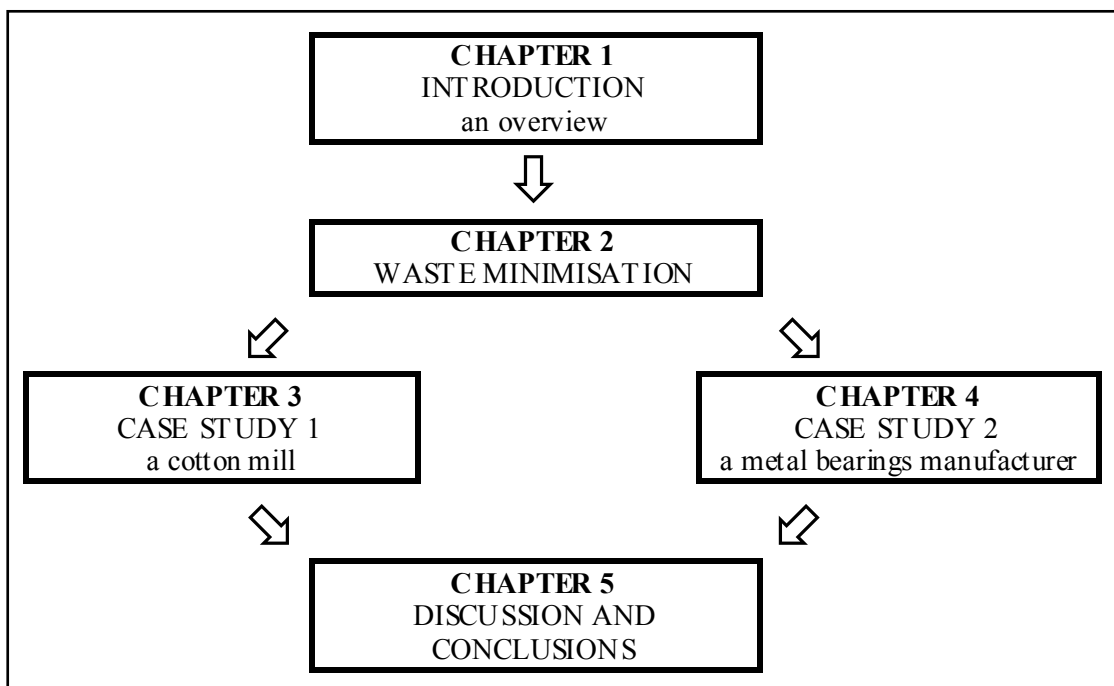 CHAPTER 1
INTRODUCTION
an overview
CHAPTER 2
WASTE MINIMISATION
CHAPTER 3
CASE STUDY 1
a cotton mill
CHAPTER 4
CASE STUDY 2
a metal bearings manufacturer
CHAPTER 5
DISCUSSION AND
CONCLUSIONS